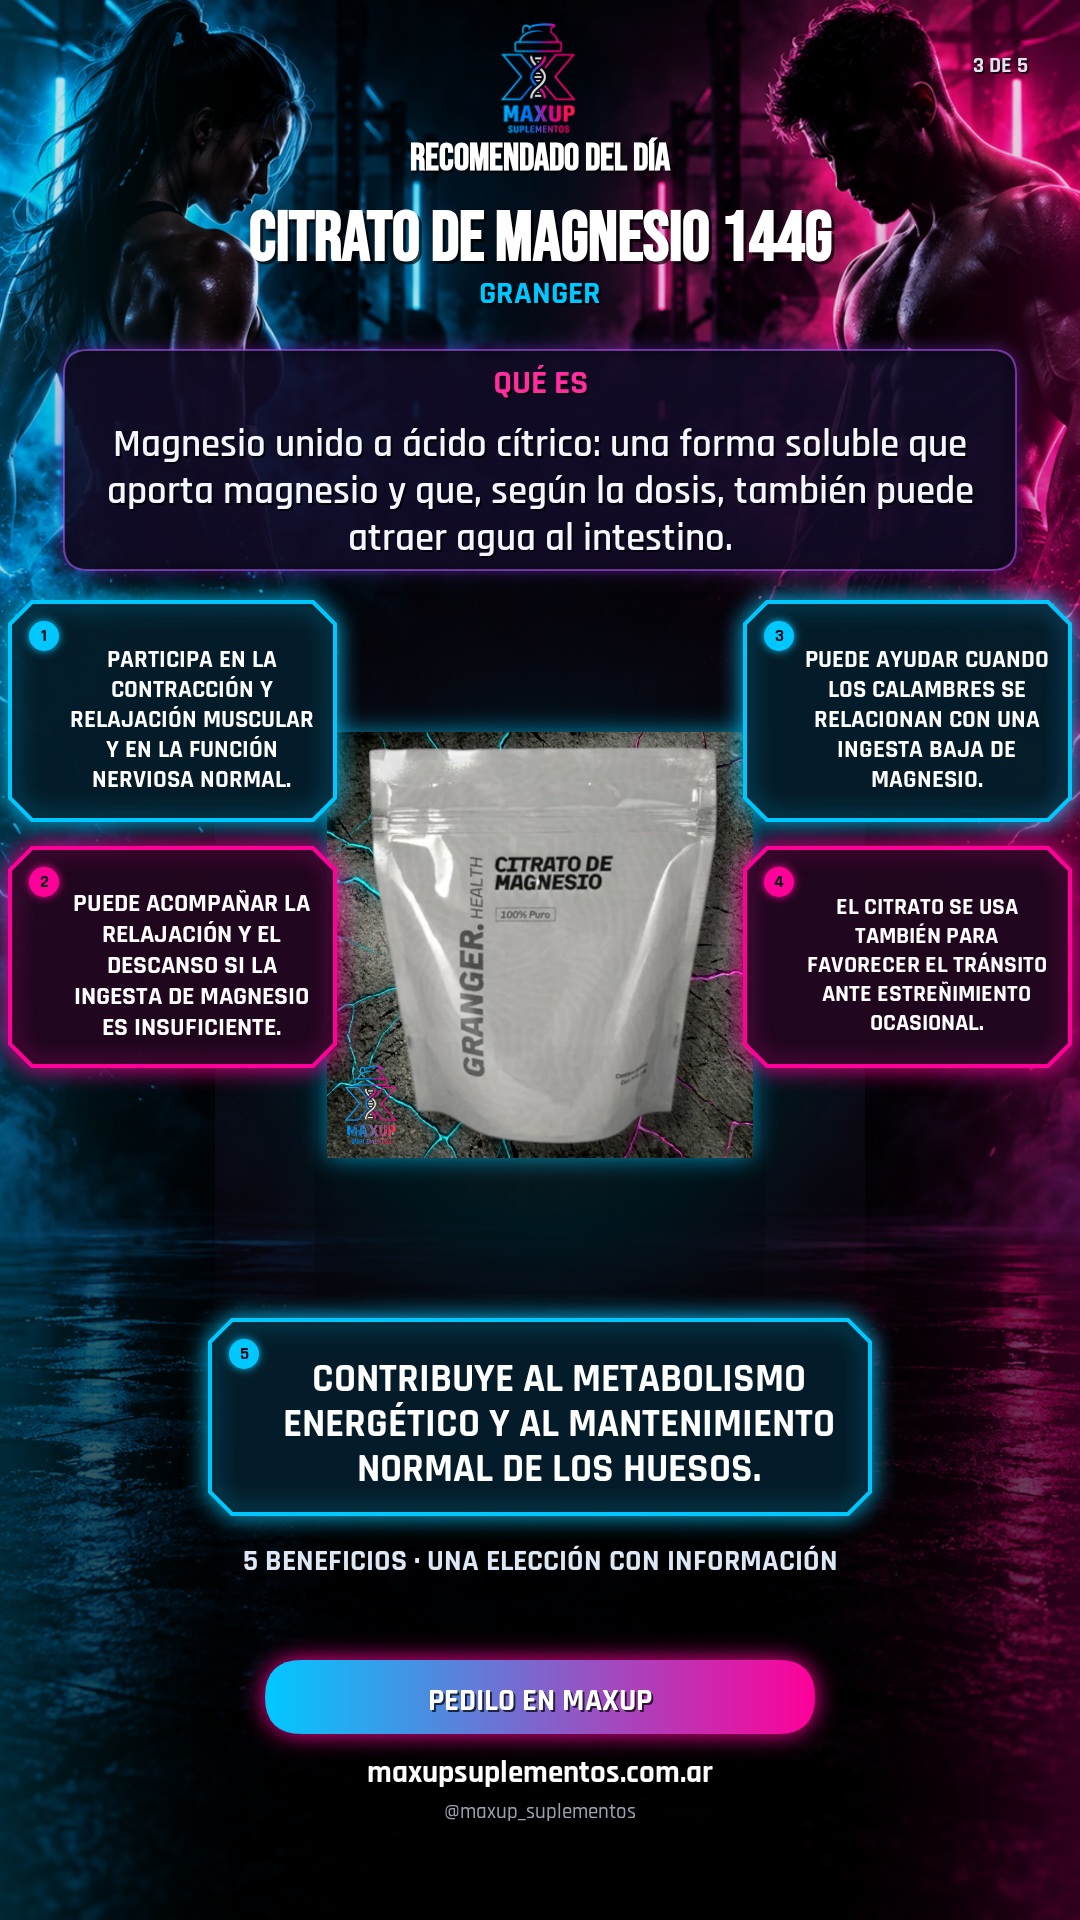 3 DE 5
MAXUP
SUPLEMENTOS
RECOMENDADO DEL DÍA
CITRATO DE MAGNESIO 144G
GRANGER
QUÉ ES
Magnesio unido a ácido cítrico: una forma soluble que
aporta magnesio y que, según la dosis, también puede
atraer agua al intestino.
1
PARTICIPA EN LA
CONTRACCIÓN Y
RELAJACIÓN MUSCULAR
Y EN LA FUNCIÓN
NERVIOSA NORMAL.
2
PUEDE ACOMPAÑAR LA
RELAJACIÓN Y EL
DESCANSO SI LA
INGESTA DE MAGNESIO
ES INSUFICIENTE.
3
PUEDE AYUDAR CUANDO
LOS CALAMBRES SE
RELACIONAN CON UNA
INGESTA BAJA DE
MAGNESIO.
4
EL CITRATO SE USA
TAMBIÉN PARA
FAVORECER EL TRÁNSITO
ANTE ESTREÑIMIENTO
OCASIONAL.
CITRATO DE
MAGNESIO
100% Puro
GRANGER. HEALTH
MAXUP
5
CONTRIBUYE AL METABOLISMO
ENERGÉTICO Y AL MANTENIMIENTO
NORMAL DE LOS HUESOS.
5 BENEFICIOS · UNA ELECCIÓN CON INFORMACIÓN
PEDILO EN MAXUP
maxupsuplementos.com.ar
@maxup_suplementos